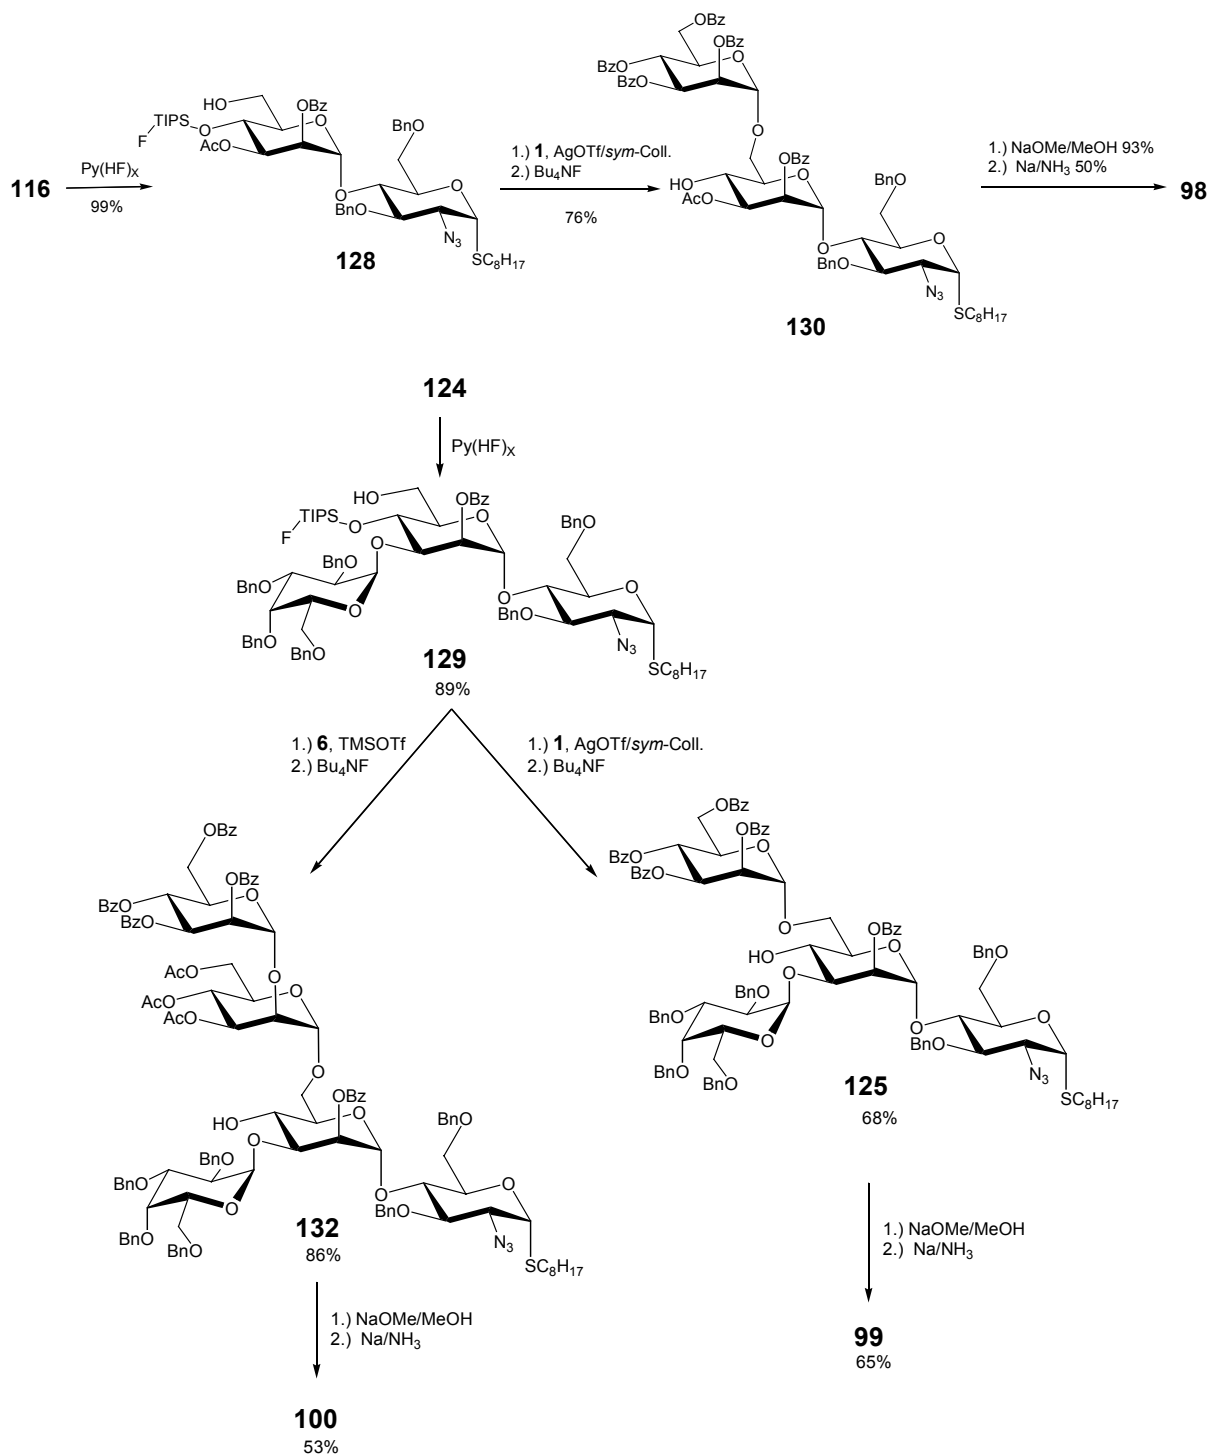 OBz
OBz
BzO
BzO
HO
OBz
TIPS
F
O
AcO
BnO
O
O
BnO
N₃
SC₈H₁₇
116
Py(HF)ₓ
99%
128
1.) 1, AgOTf/sym-Coll.
2.) Bu₄NF
76%
O
O
OBz
HO
AcO
O
BnO
O
O
BnO
N₃
SC₈H₁₇
130
1.) NaOMe/MeOH 93%
2.) Na/NH₃ 50%
98
124
Py(HF)ₓ
HO
OBz
TIPS
F
O
O
O
BnO
BnO
BnO
O
O
O
BnO
BnO
BnO
N₃
SC₈H₁₇
129
89%
1.) 6, TMSOTf
2.) Bu₄NF
1.) 1, AgOTf/sym-Coll.
2.) Bu₄NF
OBz
OBz
BzO
BzO
O
O
OBz
HO
O
O
BnO
BnO
BnO
O
O
O
BnO
BnO
BnO
N₃
SC₈H₁₇
125
68%
OBz
OBz
BzO
BzO
O
O
AcO
AcO
AcO
O
O
OBz
HO
O
O
BnO
BnO
BnO
O
O
O
BnO
BnO
BnO
N₃
SC₈H₁₇
132
86%
1.) NaOMe/MeOH
2.) Na/NH₃
99
65%
1.) NaOMe/MeOH
2.) Na/NH₃
100
53%